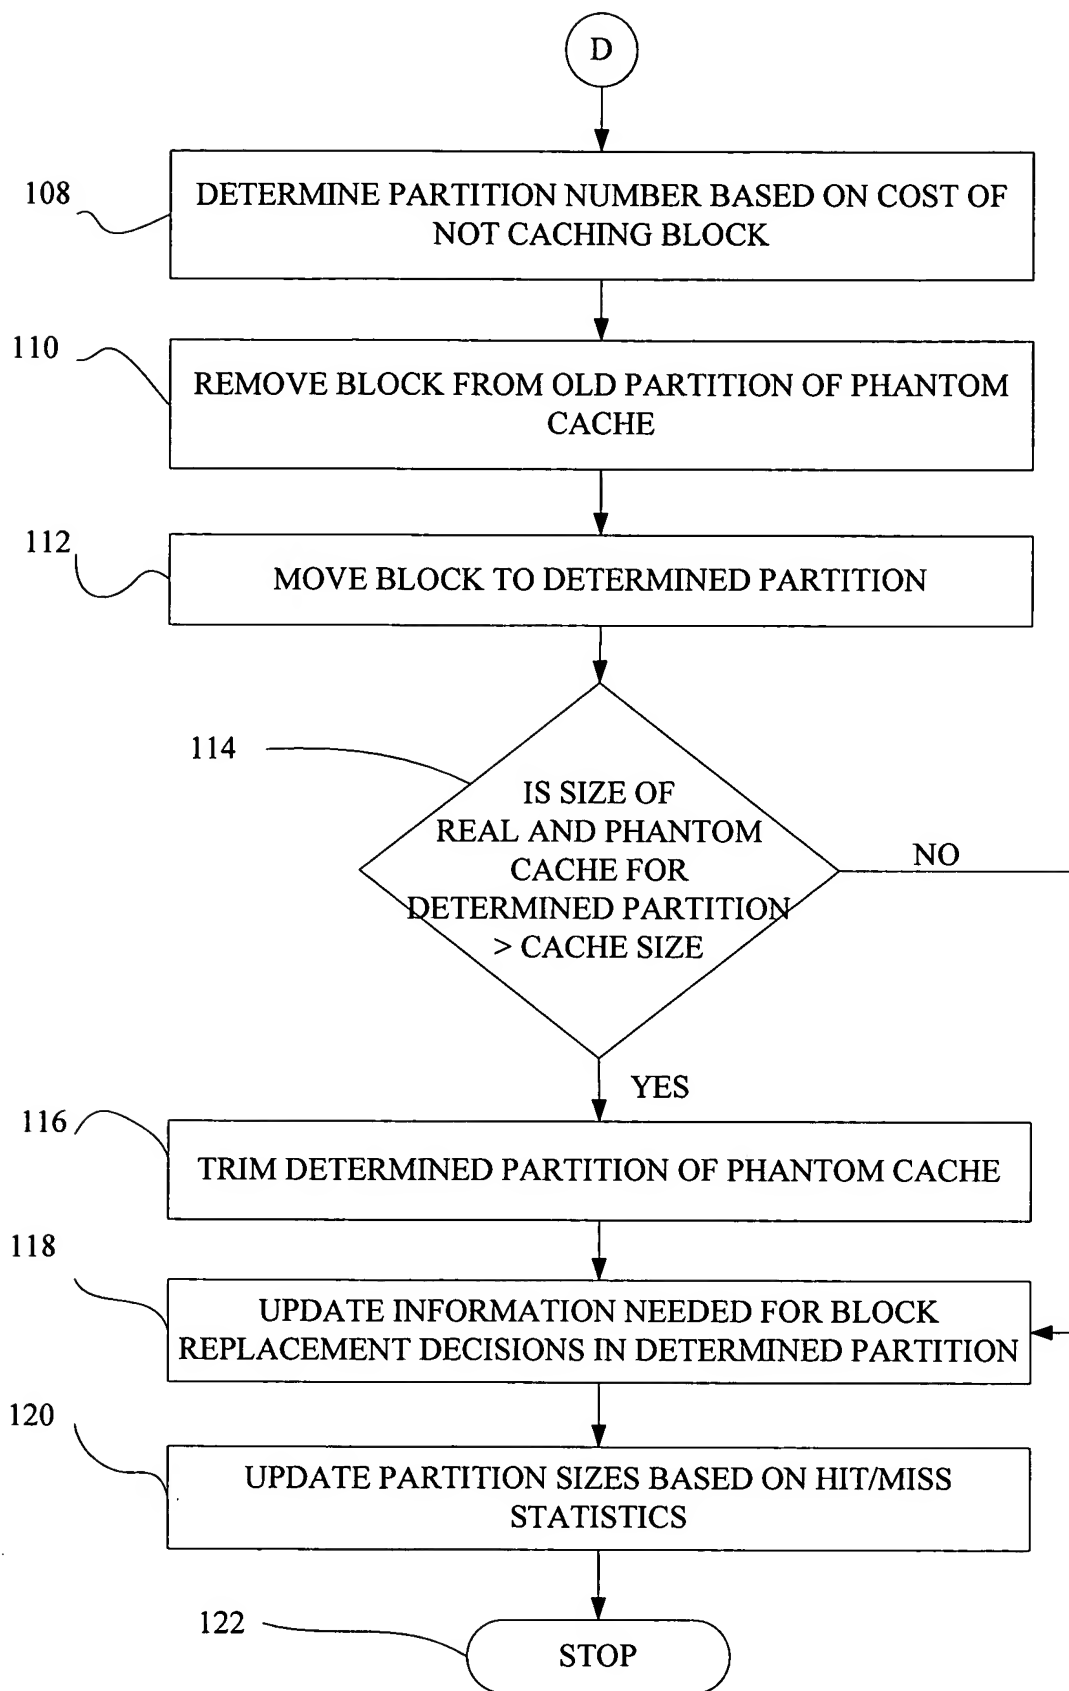 D
108
DETERMINE PARTITION NUMBER BASED ON COST OF
NOT CACHING BLOCK
110
REMOVE BLOCK FROM OLD PARTITION OF PHANTOM
CACHE
112
MOVE BLOCK TO DETERMINED PARTITION
114
IS SIZE OF
REAL AND PHANTOM
CACHE FOR
DETERMINED PARTITION
> CACHE SIZE
NO
YES
116
TRIM DETERMINED PARTITION OF PHANTOM CACHE
118
UPDATE INFORMATION NEEDED FOR BLOCK
REPLACEMENT DECISIONS IN DETERMINED PARTITION
120
UPDATE PARTITION SIZES BASED ON HIT/MISS
STATISTICS
122
STOP